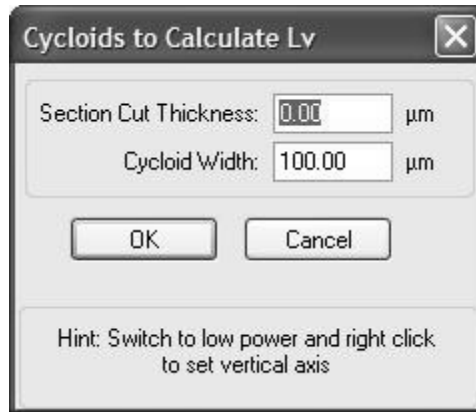 Cycloids to Calculate Lv
Section Cut Thickness: 0.00 µm
Cycloid Width: 100.00 µm
OK Cancel
Hint: Switch to low power and right click
to set vertical axis